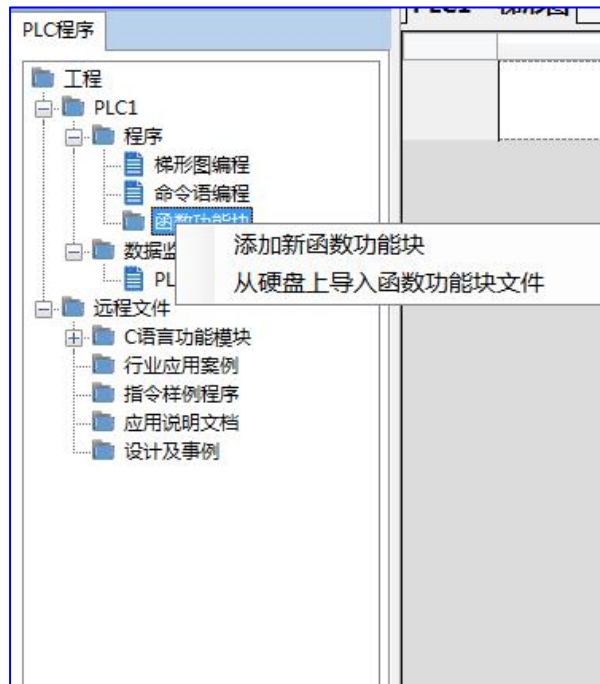 PLC程序
工程
PLC1
程序
梯形图编程
命令语编程
函数功能块
添加新函数功能块
数据监
从硬盘上导入函数功能块文件
PL
远程文件
C语言功能模块
行业应用案例
指令样例程序
应用说明文档
设计及事例